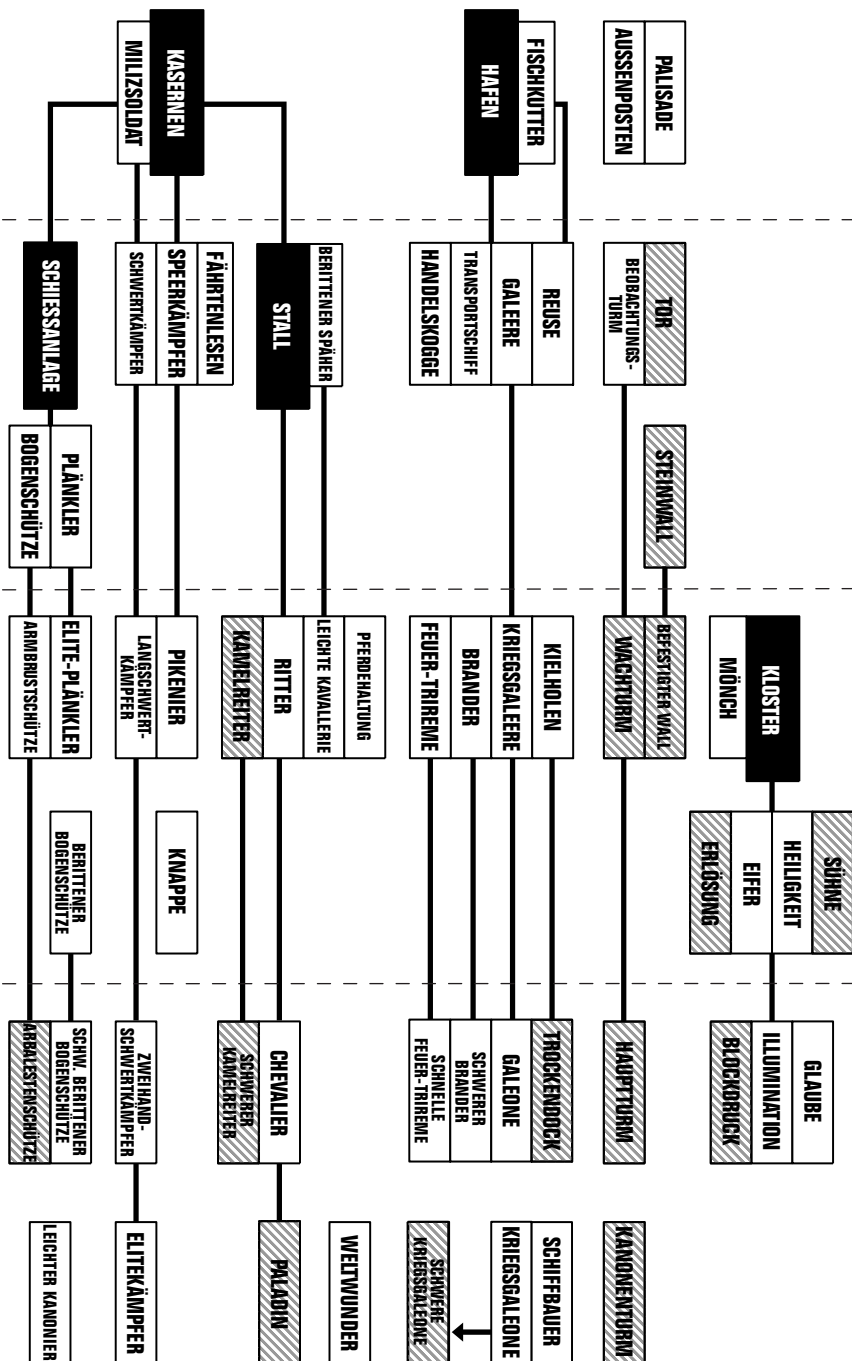 PALISADE
AUSSENPOSTEN
FISCHKUTTER
HAFEN
KASERNEN
MILIZSOLDAT
TOR
BEOBACHTUNGS-
TURM
REUSE
GALEERE
TRANSPORTSCHIFF
HANDELSKOGGE
BERITTENER SPÄHER
STALL
FÄHRTENLESEN
SPEERKÄMPFER
SCHWERTKÄMPFER
SCHIESSANLAGE
STEINWALL
PLÄNKLER
BOGENSCHÜTZE
KLOSTER
MÖNCH
BEFESTIGTER WALL
WACHTURM
KIELHOLEN
KRIEGSGALEERE
BRANDER
FEUER-TRIREME
PFERDEHALTUNG
LEICHTE KAVALLERIE
RITTER
KAMELREITER
PIKENIER
LANGSCHWERT-
KÄMPFER
ELITE-PLÄNKLER
ARMBRUSTSCHÜTZE
SÜHNE
HEILIGKEIT
EIFER
ERLÖSUNG
KNAPPE
BERITTENER
BOGENSCHÜTZE
GLAUBE
ILLUMINATION
BLOCKDRUCK
HAUPTTURM
TROCKENDOCK
GALEONE
SCHWERER
BRANDER
SCHNELLE
FEUER-TRIREME
CHEVALIER
SCHWERER
KAMELREITER
ZWEIHAND-
SCHWERTKÄMPFER
SCHW. BERITTENER
BOGENSCHÜTZE
ARBALESTENSCHÜTZE
KANONENTURM
SCHIFFBAUER
KRIEGSGALEONE
SCHWERE
KRIEGSGALEONE
WELTWUNDER
PALADIN
ELITEKÄMPFER
LEICHTER KANONIER